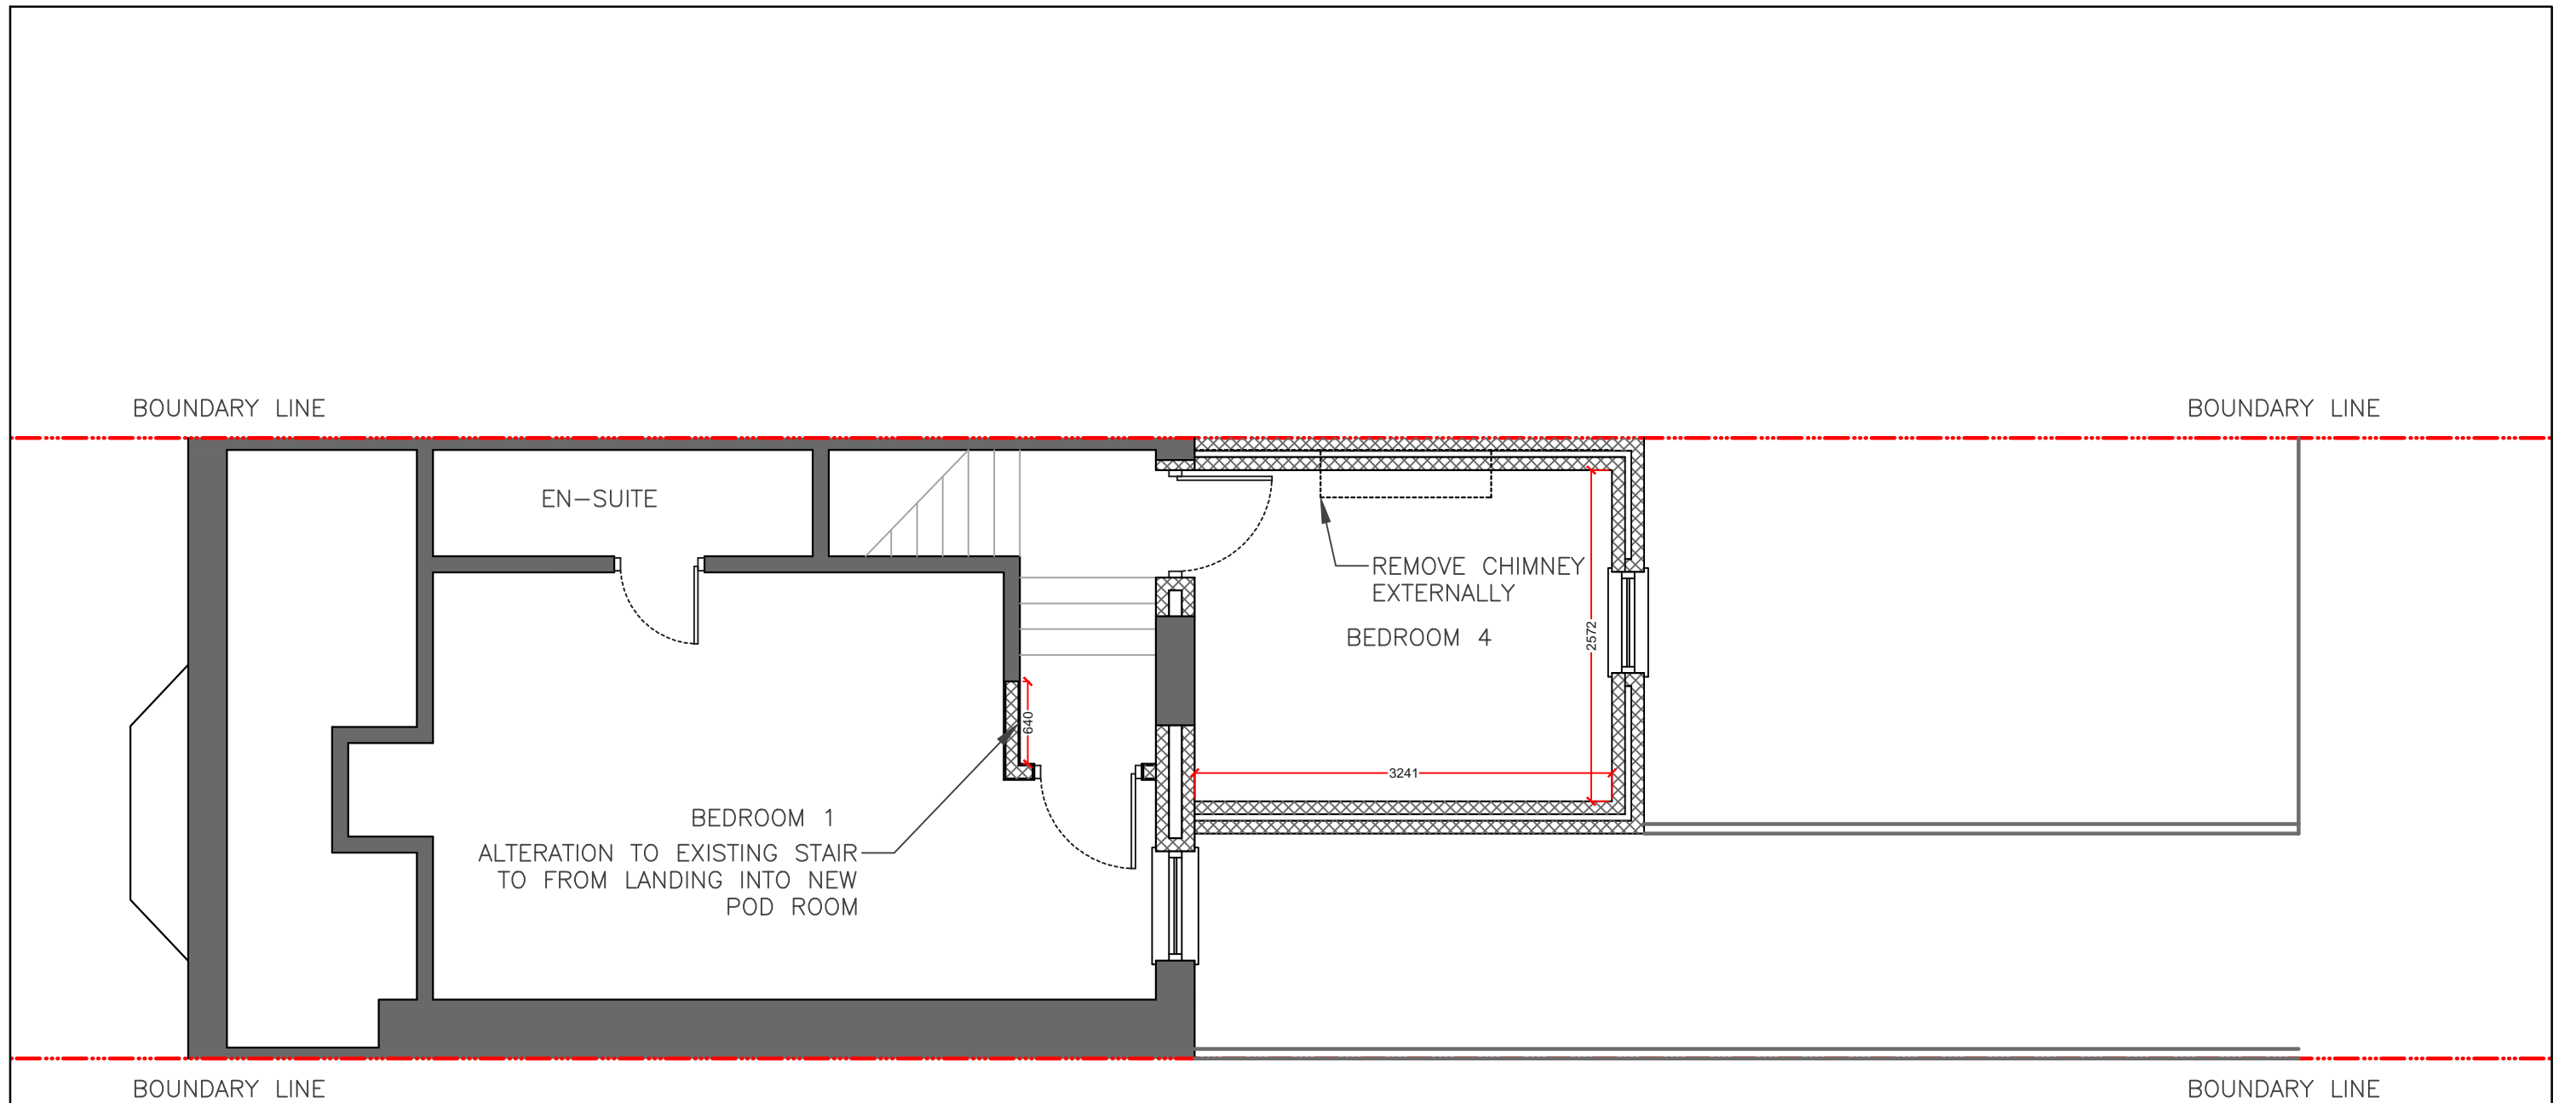 BOUNDARY LINE
BOUNDARY LINE
EN-SUITE
REMOVE CHIMNEY
EXTERNALLY
BEDROOM 4
2572
640
3241
BEDROOM 1
ALTERATION TO EXISTING STAIR
TO FROM LANDING INTO NEW
POD ROOM
BOUNDARY LINE
BOUNDARY LINE